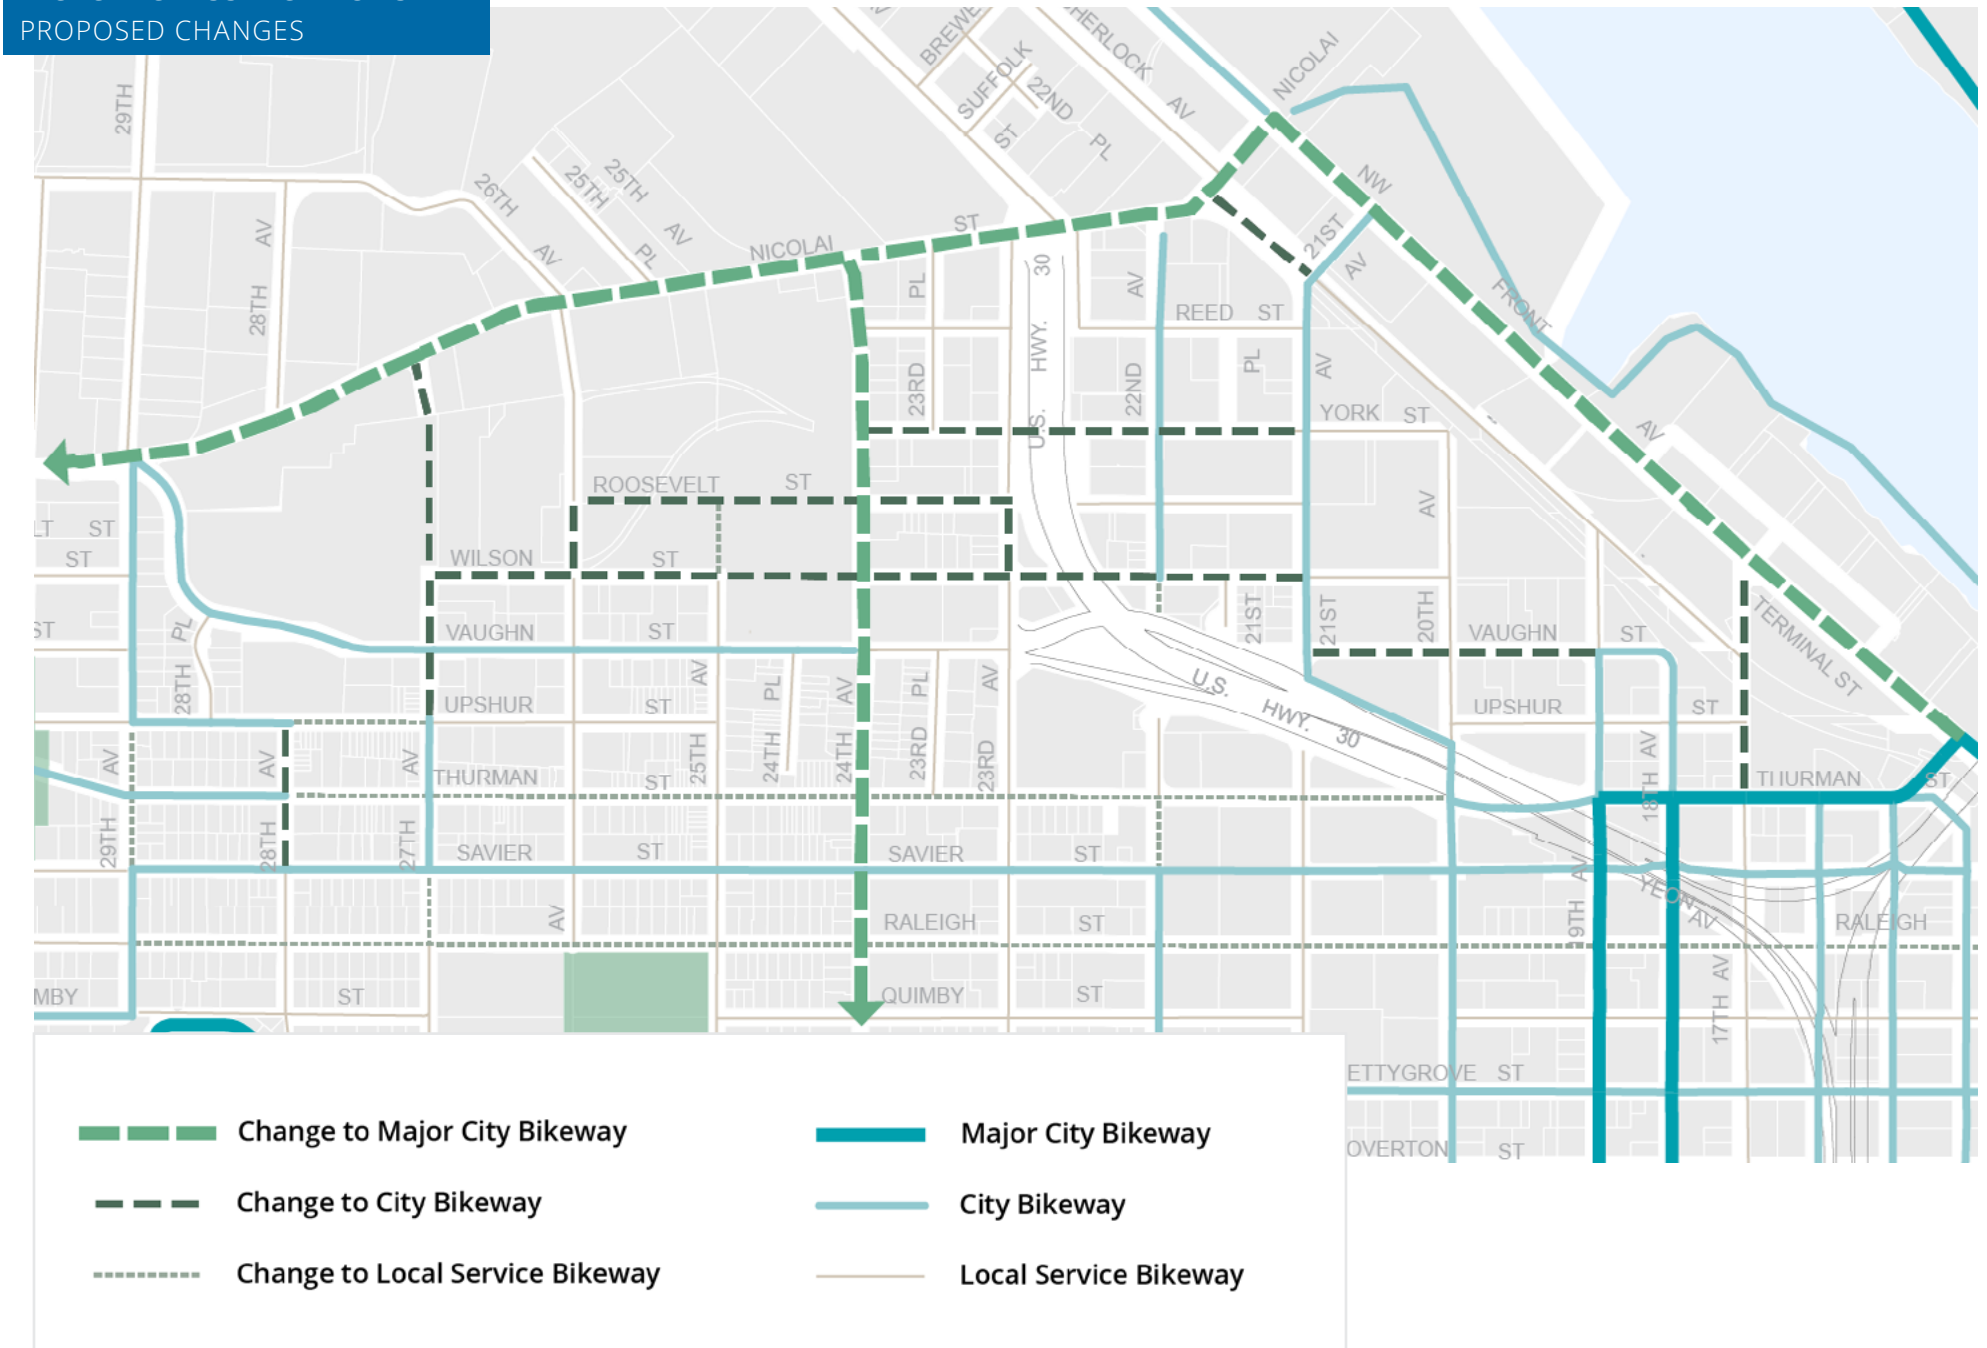 PROPOSED CHANGES
29TH
BREWE
HERLOCK
AV
SUFFOLK
ST
22ND
PL
NICOLAI
26TH
AV
25TH
PL
25TH
AV
NW
AV
28TH
NICOLAI
ST
21ST
AV
30
HWY.
U.S.
PL
23RD
AV
22ND
REED ST
PL
AV
FRONT
AV
YORK ST
ROOSEVELT ST
LT ST
ST
WILSON ST
AV
20TH
21ST
21ST
TERMINAL ST
ST
PL
28TH
VAUGHN ST
VAUGHN ST
AV
25TH
PL
24TH
AV
24TH
PL
23RD
AV
23RD
U.S.
HWY.
30
UPSHUR ST
UPSHUR ST
AV
29TH
AV
28TH
AV
27TH
THURMAN ST
AV
18TH
THURMAN ST
SAVIER ST
SAVIER ST
AV
19TH
YEON AV
AV
RALEIGH ST
RALEIGH
AV
17TH
MBY ST
QUIMBY ST
ETTYGROVE ST
OVERTON ST
Change to Major City Bikeway
Major City Bikeway
Change to City Bikeway
City Bikeway
Change to Local Service Bikeway
Local Service Bikeway